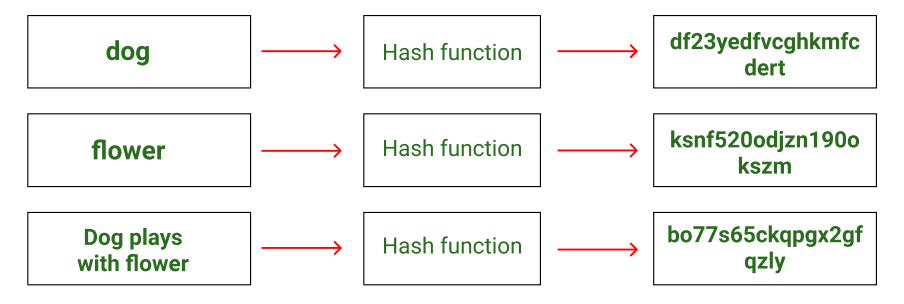 dog
Hash function
df23yedfvcghkmfc
dert
flower
Hash function
ksnf520odjzn190o
kszm
Dog plays
with flower
Hash function
bo77s65ckqpgx2gf
qzly